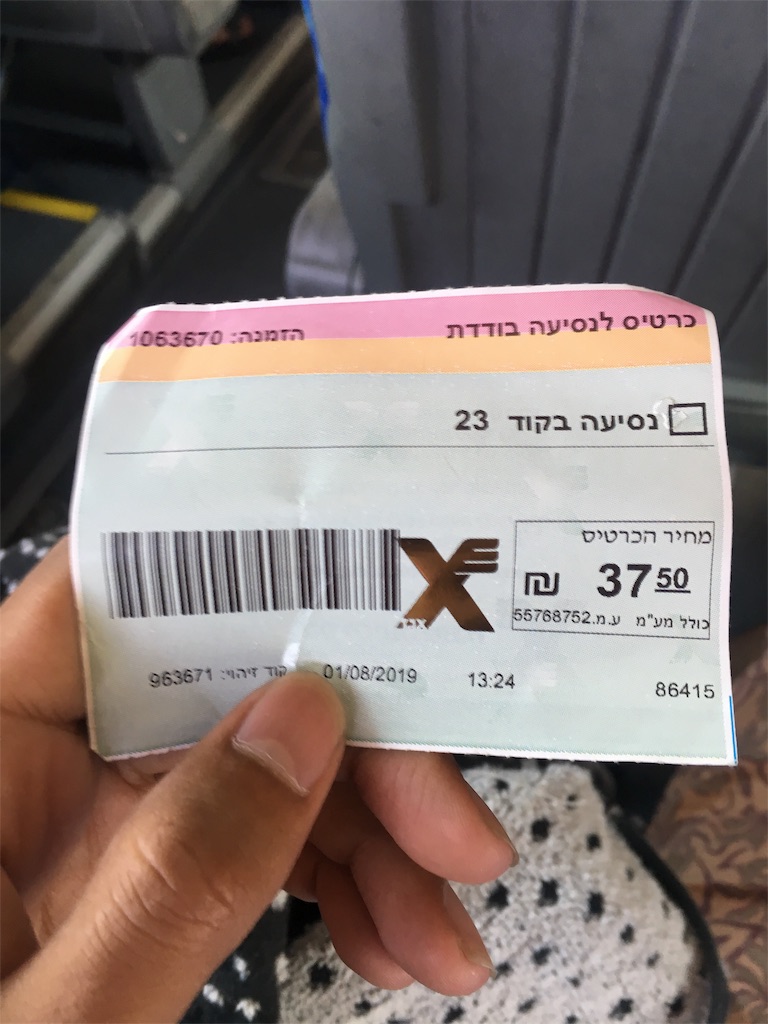 כרטיס לנסיעה בודדת הזמנה: 1063670
נסיעה בקוד 23
מחיר הכרטיס
37 50 ₪
כולל מע"מ ע.מ.55768752
86415 13:24 01/08/2019 קוד זיהוי: 963671